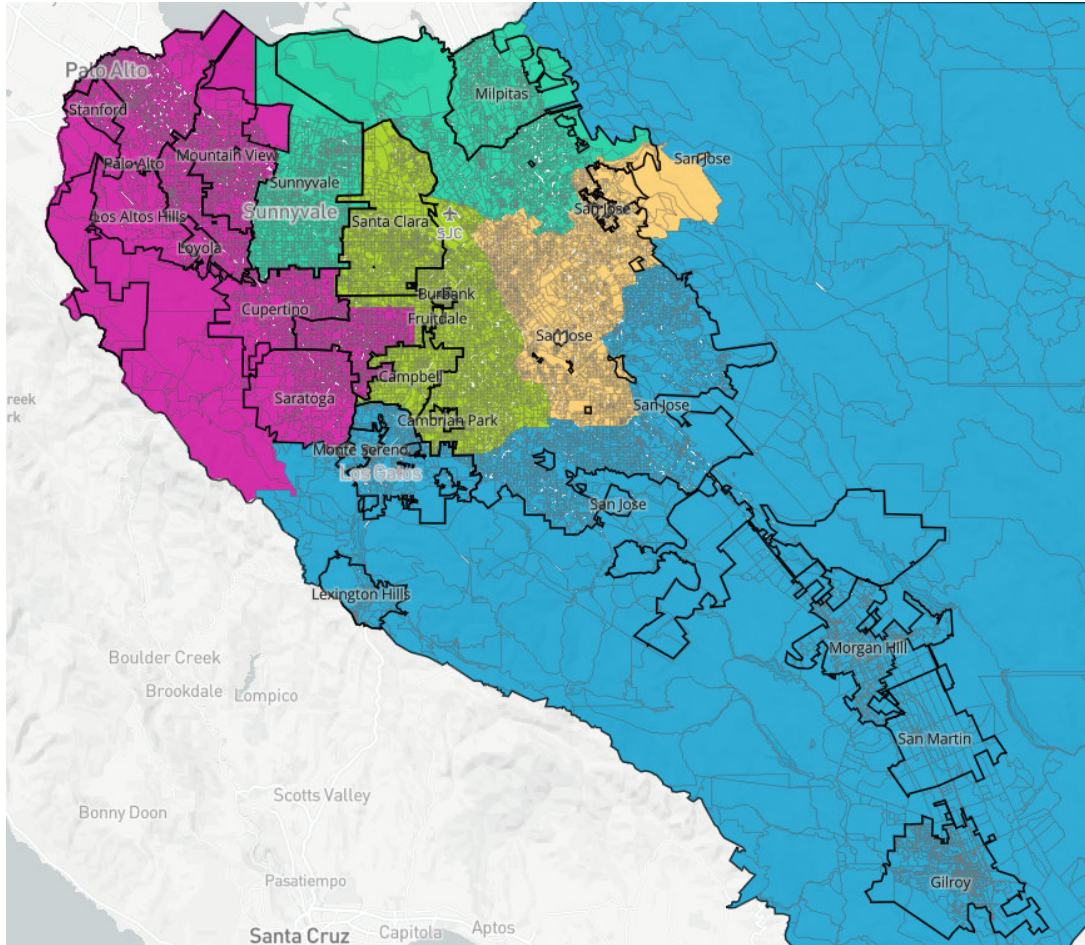 Palo Alto
Stanford
Milpitas
Mountain View
San Jose
Palo Alto
Sunnyvale
Los Altos Hills
Sunnyvale
San Jose
Santa Clara
SJC
Loyola
Burbank
Cupertino
Fruitdale
San Jose
Campbell
Saratoga
San Jose
Cambrian Park
Monte Sereno
Los Gatos
San Jose
reek
rk
Lexington Hills
Boulder Creek
Morgan Hill
Brookdale
Lompico
San Martin
Scotts Valley
Bonny Doon
Pasatiempo
Gilroy
Santa Cruz
Capitola
Aptos